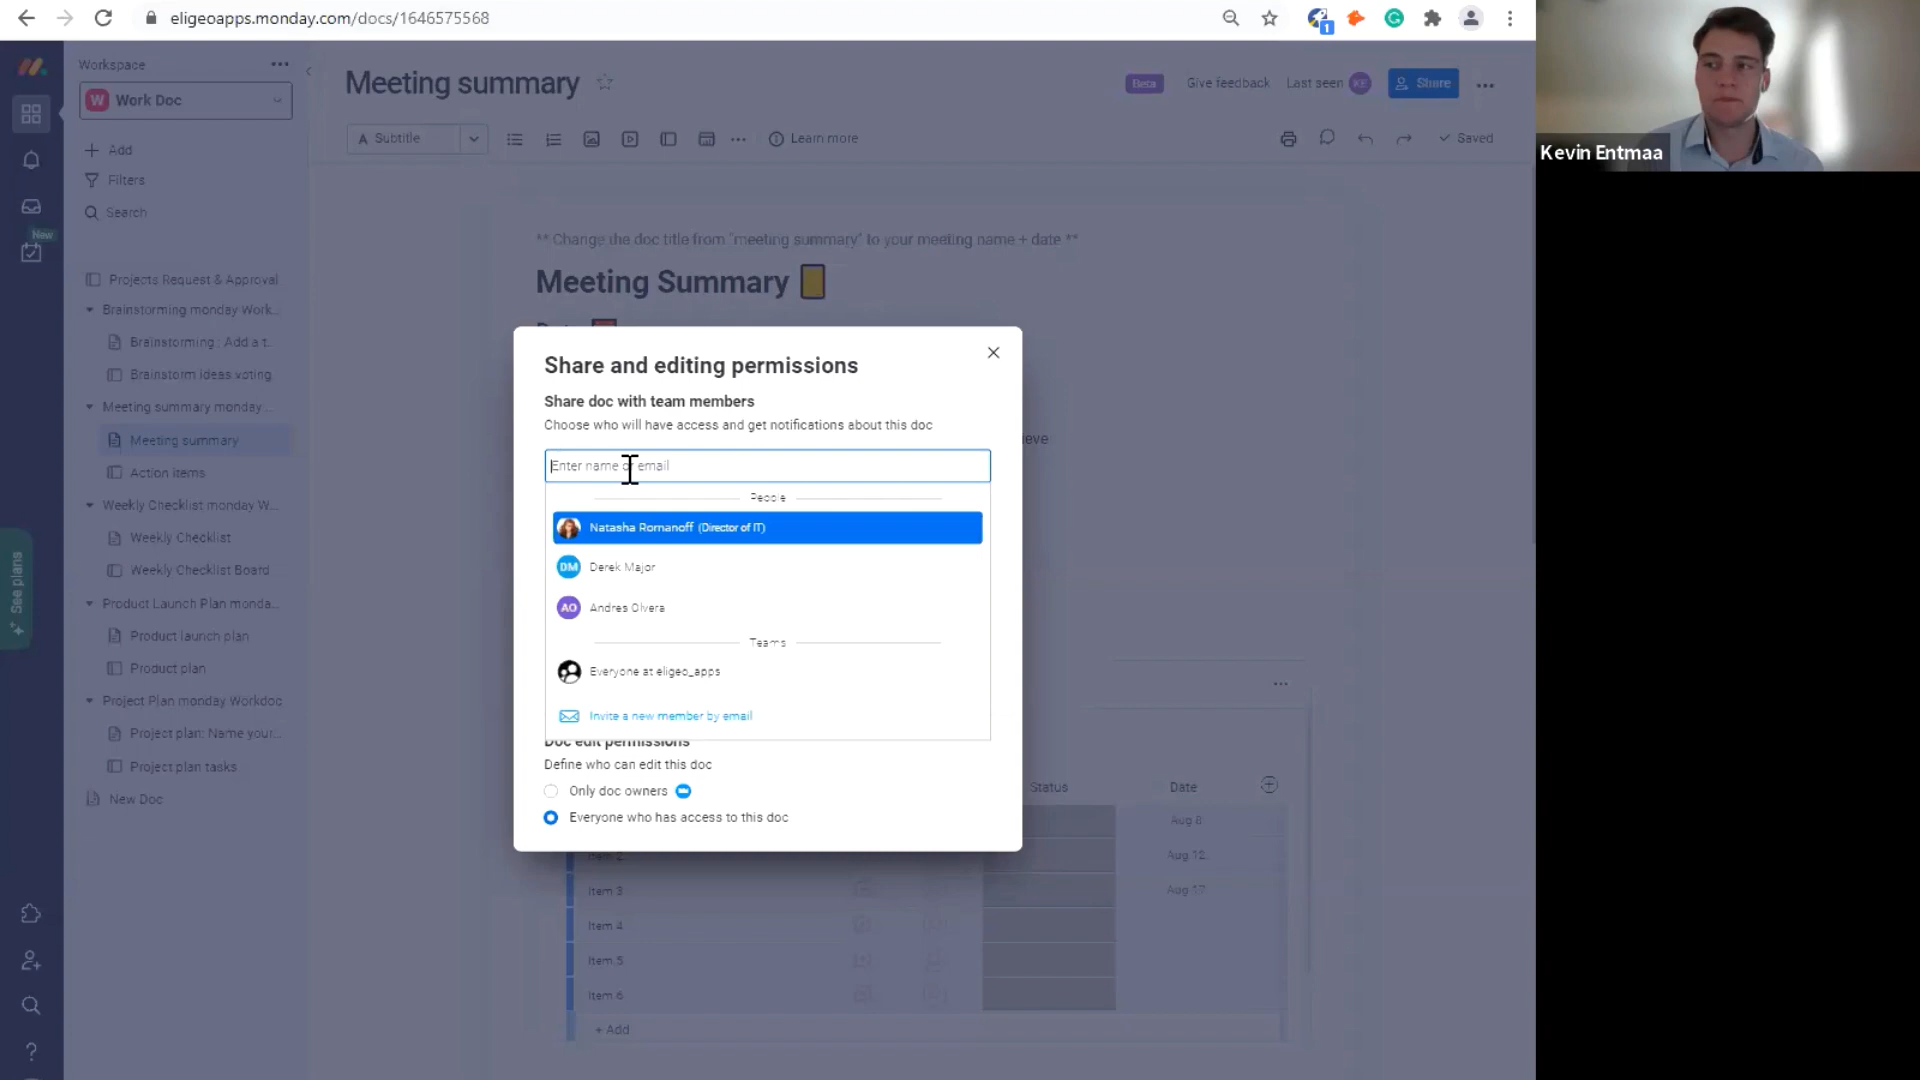 eligeoapps.monday.com/docs/1646575568
1
Workspace
W Work Doc
Add
Filters
Search
New
Projects Request & Approval
Brainstorming monday Work...
Brainstorming : Add a t...
Brainstorm ideas voting
Meeting summary monday ...
Meeting summary
Action items
Weekly Checklist monday W...
Weekly Checklist
Weekly Checklist Board
Product Launch Plan monda...
Product launch plan
Product plan
Project Plan monday Workdoc
Project plan: Name your...
Project plan tasks
New Doc
See plans
Meeting summary
Beta
Give feedback
Last seen KE
Share
A Subtitle
Learn more
Saved
** Change the doc title from "meeting summary" to your meeting name + date **
Meeting Summary
Share and editing permissions
Share doc with team members
Choose who will have access and get notifications about this doc
Enter name or email
People
Natasha Romanoff (Director of IT)
DM Derek Major
AO Andres Olvera
Teams
Everyone at eligeo_apps
Invite a new member by email
Doc edit permissions
Define who can edit this doc
Only doc owners
Everyone who has access to this doc
Status
Date
Aug 8
Item 2
Aug 12
Item 3
Aug 17
Item 4
Item 5
Item 6
+ Add
Kevin Entmaa